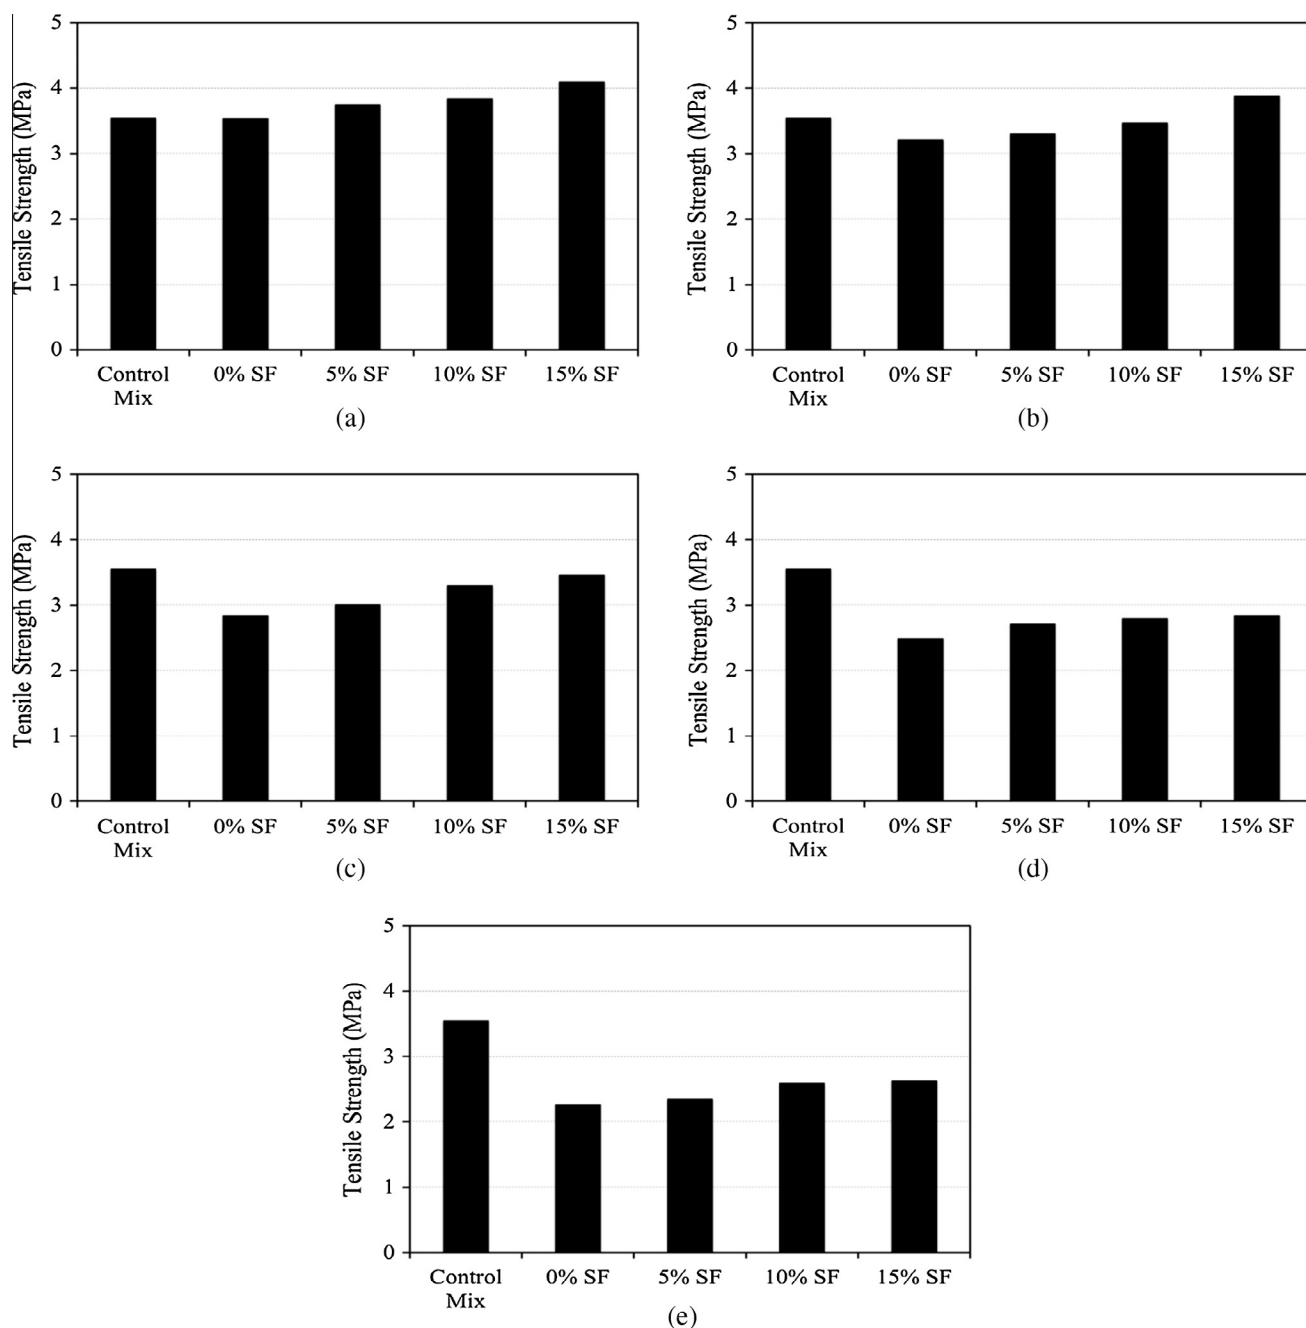 5
4
3
2
1
0
Tensile Strength (MPa)
Control Mix
0% SF
5% SF
10% SF
15% SF
(a)
5
4
3
2
1
0
Tensile Strength (MPa)
Control Mix
0% SF
5% SF
10% SF
15% SF
(b)
5
4
3
2
1
0
Tensile Strength (MPa)
Control Mix
0% SF
5% SF
10% SF
15% SF
(c)
5
4
3
2
1
0
Tensile Strength (MPa)
Control Mix
0% SF
5% SF
10% SF
15% SF
(d)
5
4
3
2
1
0
Tensile Strength (MPa)
Control Mix
0% SF
5% SF
10% SF
15% SF
(e)